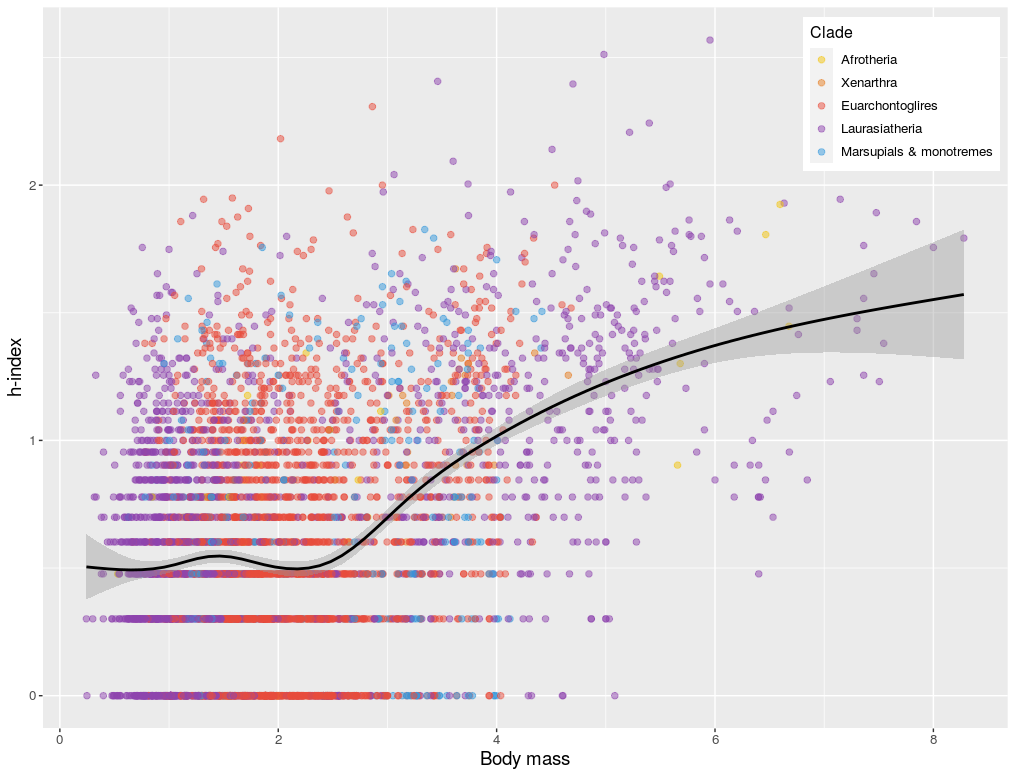 Clade
Afrotheria
Xenarthra
Euarchontoglires
Laurasiatheria
Marsupials & monotremes
h-index
2
1
0
0 2 4 6 8
Body mass